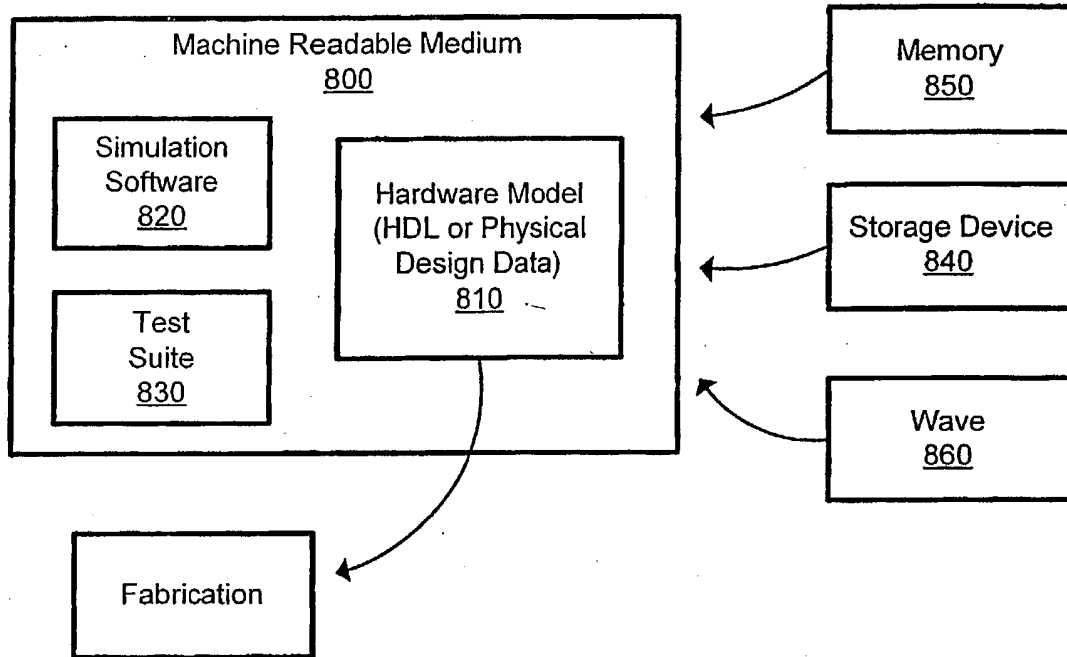 Machine Readable Medium
800
Simulation
Software
820
Test
Suite
830
Hardware Model
(HDL or Physical
Design Data)
810
Memory
850
Storage Device
840
Wave
860
Fabrication